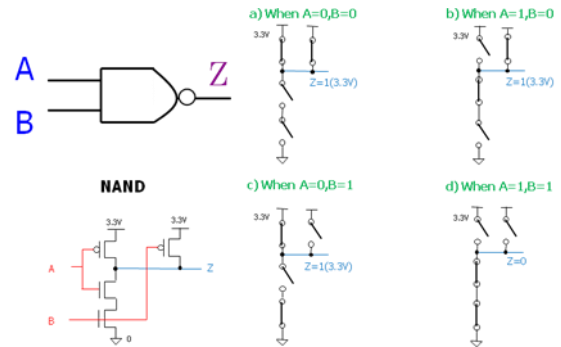 A
B
Z
NAND
3.3V
3.3V
A
Z
B
0
a) When A=0,B=0
3.3V
Z=1(3.3V)
b) When A=1,B=0
3.3V
Z=1(3.3V)
c) When A=0,B=1
3.3V
Z=1(3.3V)
d) When A=1,B=1
3.3V
Z=0